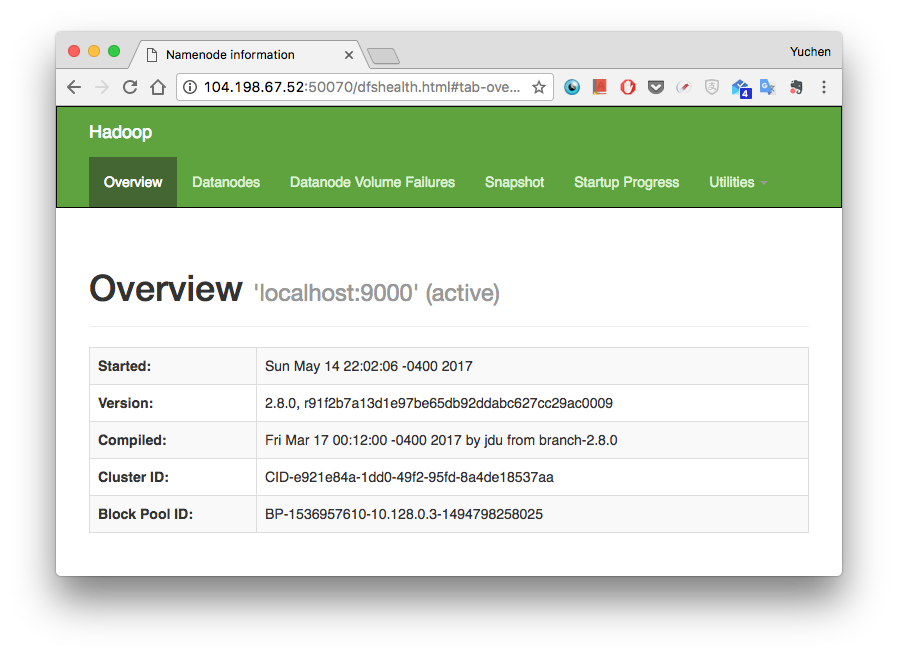 Namenode information
Yuchen
104.198.67.52:50070/dfshealth.html#tab-ove...
4
Hadoop
Overview Datanodes Datanode Volume Failures Snapshot Startup Progress Utilities
Overview 'localhost:9000' (active)
Started: Sun May 14 22:02:06 -0400 2017
Version: 2.8.0, r91f2b7a13d1e97be65db92ddabc627cc29ac0009
Compiled: Fri Mar 17 00:12:00 -0400 2017 by jdu from branch-2.8.0
Cluster ID: CID-e921e84a-1dd0-49f2-95fd-8a4de18537aa
Block Pool ID: BP-1536957610-10.128.0.3-1494798258025